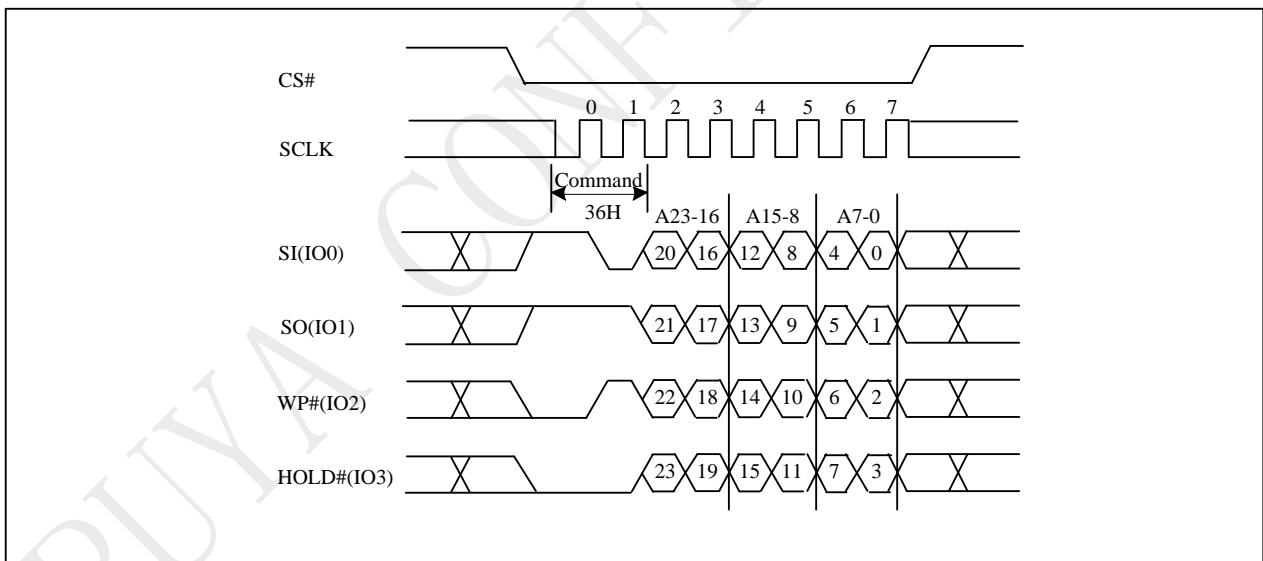 PUYA CONF
CS#
0 1 2 3 4 5 6 7
SCLK
Command
36H
A23-16 A15-8 A7-0
SI(IO0) 20 16 12 8 4 0
SO(IO1) 21 17 13 9 5 1
WP#(IO2) 22 18 14 10 6 2
HOLD#(IO3) 23 19 15 11 7 3